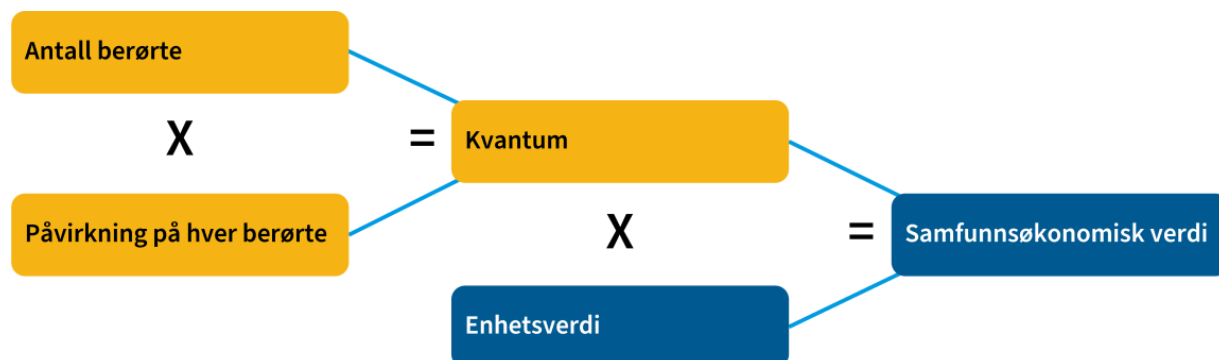 Antall berørte
X
=
Kvantum
Påvirkning på hver berørte
X
=
Samfunnsøkonomisk verdi
Enhetsverdi